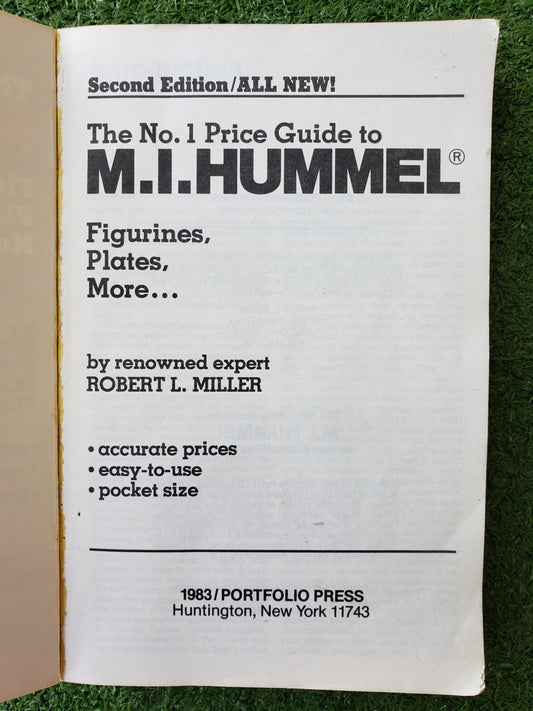 Second Edition/ALL NEW!
The No. 1 Price Guide to
M.I.HUMMEL®
Figurines,
Plates,
More...
by renowned expert
ROBERT L. MILLER
• accurate prices
• easy-to-use
• pocket size
1983/PORTFOLIO PRESS
Huntington, New York 11743